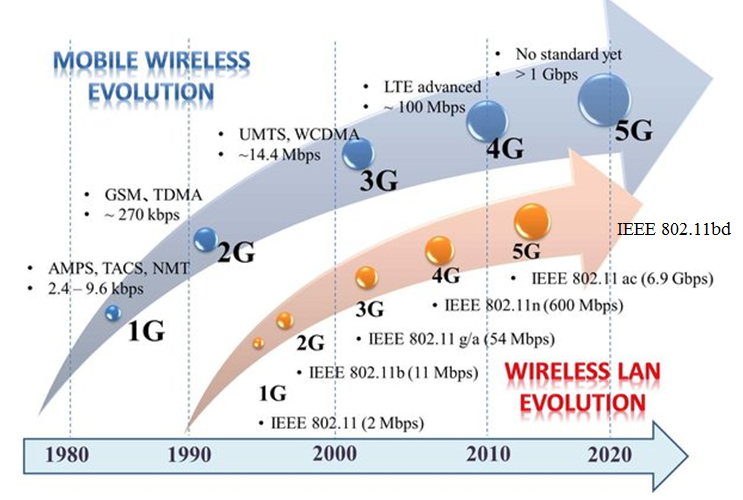 MOBILE WIRELESS
EVOLUTION
• No standard yet
• > 1 Gbps
5G
• LTE advanced
• ~ 100 Mbps
4G
• UMTS, WCDMA
• ~14.4 Mbps
3G
• GSM、TDMA
• ~ 270 kbps
2G
• AMPS, TACS, NMT
• 2.4 – 9.6 kbps
1G
IEEE 802.11bd
5G
• IEEE 802.11 ac (6.9 Gbps)
4G
• IEEE 802.11n (600 Mbps)
3G
• IEEE 802.11 g/a (54 Mbps)
2G
• IEEE 802.11b (11 Mbps)
1G
• IEEE 802.11 (2 Mbps)
WIRELESS LAN
EVOLUTION
1980 1990 2000 2010 2020